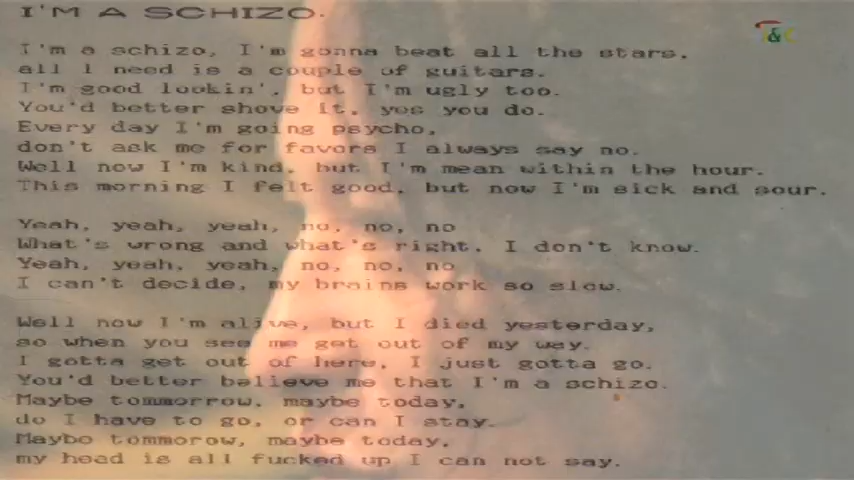 I'M A SCHIZO.
T&C
I'm a schizo, I'm gonna beat all the stars.
all I need is a couple of guitars.
I'm good lookin', but I'm ugly too.
You'd better shove it, yes you do.
Every day I'm going psycho,
don't ask me for favors I always say no.
Well now I'm kind, but I'm mean within the hour.
This morning I felt good, but now I'm sick and sour.
Yeah, yeah, yeah, no, no, no
What's wrong and what's right. I don't know.
Yeah, yeah, yeah, no, no, no
I can't decide, my brains work so slow.
Well now I'm alive, but I died yesterday,
so when you see me get out of my way.
I gotta get out of here, I just gotta go.
You'd better believe me that I'm a schizo.
Maybe tommorrow, maybe today,
do I have to go, or can I stay.
Maybe tommorow, maybe today,
my head is all fucked up I can not say.